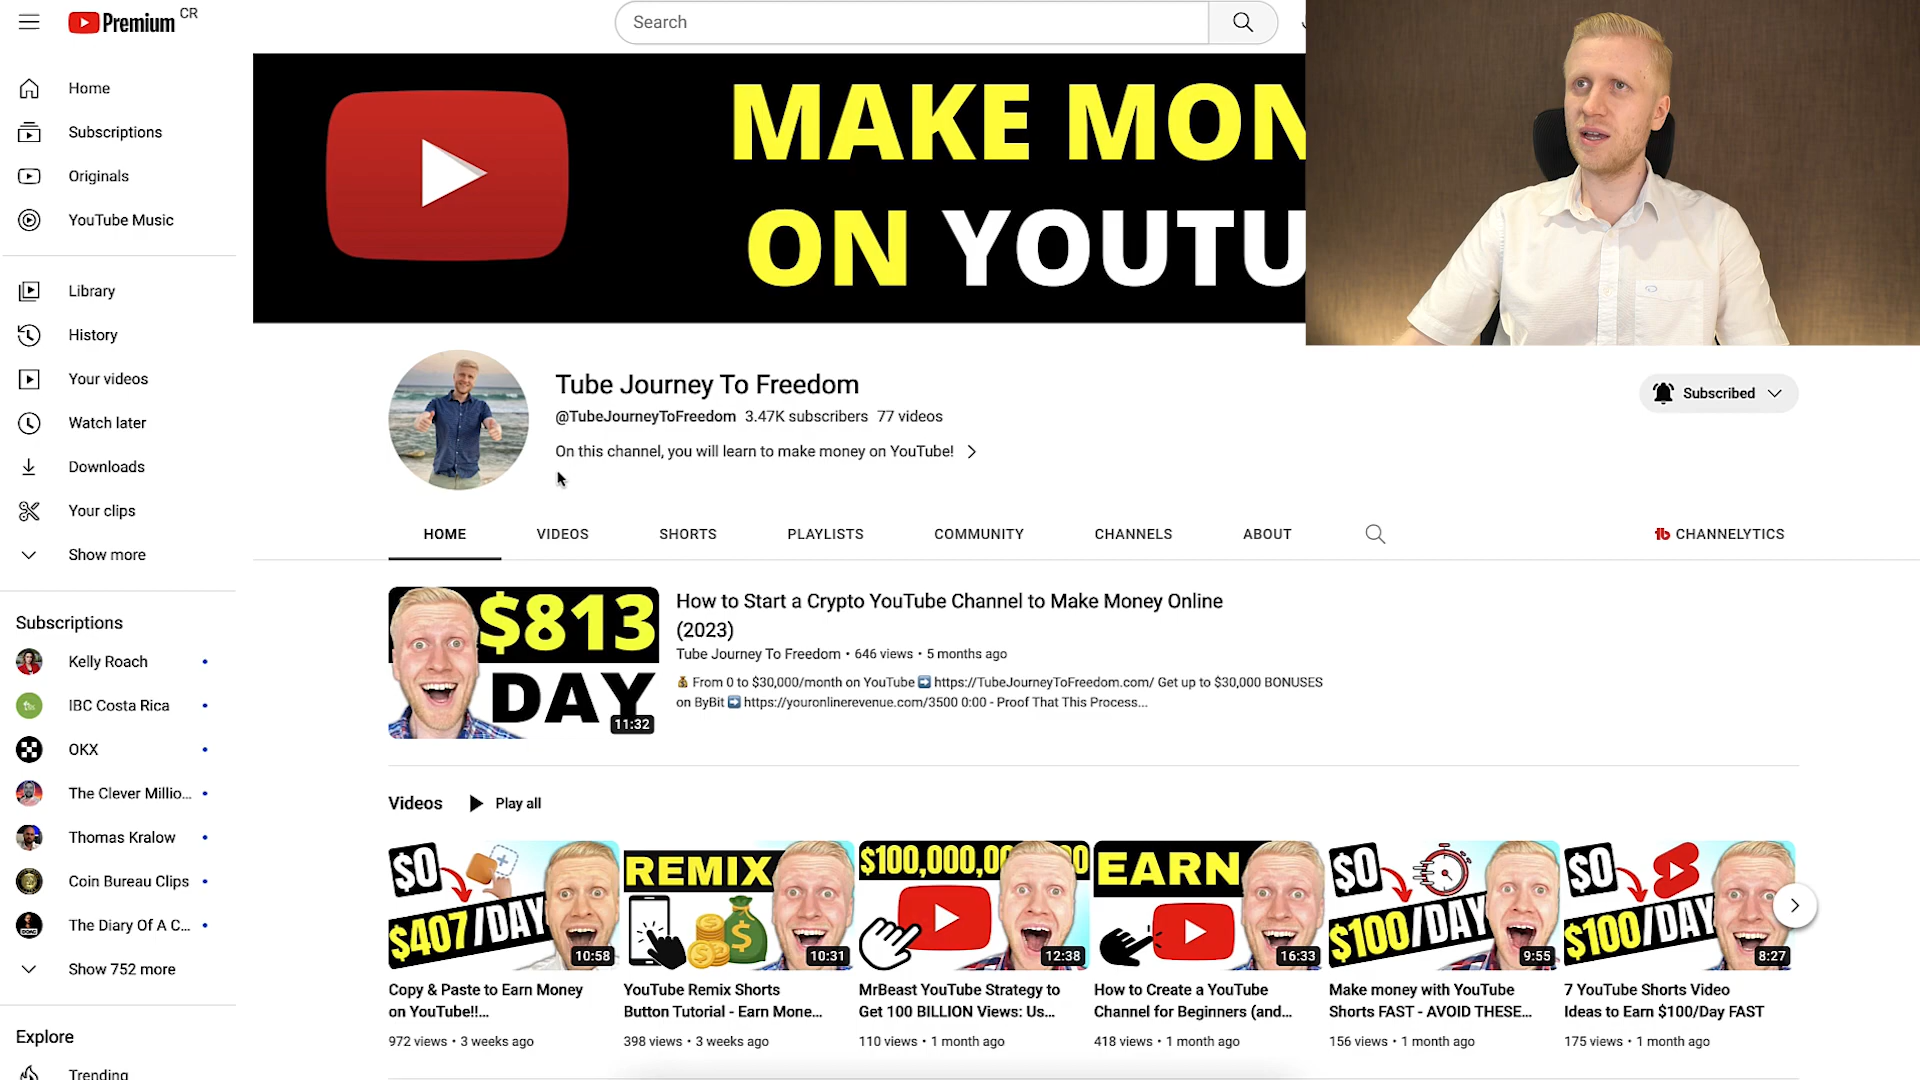 Premium CR
Search
Home
Subscriptions
Originals
YouTube Music
Library
History
Your videos
Watch later
Downloads
Your clips
Show more
Subscriptions
Kelly Roach
IBC Costa Rica
OKX
The Clever Millio...
Thomas Kralow
Coin Bureau Clips
The Diary Of A C...
Show 752 more
Explore
Trending
MAKE MON
ON YOUTU
Tube Journey To Freedom
@TubeJourneyToFreedom 3.47K subscribers 77 videos
On this channel, you will learn to make money on YouTube!
Subscribed
HOME
VIDEOS
SHORTS
PLAYLISTS
COMMUNITY
CHANNELS
ABOUT
CHANNELYTICS
$813
DAY
11:32
How to Start a Crypto YouTube Channel to Make Money Online
(2023)
Tube Journey To Freedom • 646 views • 5 months ago
💰 From 0 to $30,000/month on YouTube ➡️ https://TubeJourneyToFreedom.com/ Get up to $30,000 BONUSES
on ByBit ➡️ https://youronlinerevenue.com/3500 0:00 - Proof That This Process...
Videos
Play all
$0
$407/DAY
10:58
Copy & Paste to Earn Money
on YouTube!!...
972 views • 3 weeks ago
REMIX
$
10:31
YouTube Remix Shorts
Button Tutorial - Earn Mone...
398 views • 3 weeks ago
12:38
MrBeast YouTube Strategy to
Get 100 BILLION Views: Us...
110 views • 1 month ago
EARN
16:33
How to Create a YouTube
Channel for Beginners (and...
418 views • 1 month ago
$0
$100/DAY
9:55
Make money with YouTube
Shorts FAST - AVOID THESE...
156 views • 1 month ago
$0
$100/DAY
8:27
7 YouTube Shorts Video
Ideas to Earn $100/Day FAST
175 views • 1 month ago